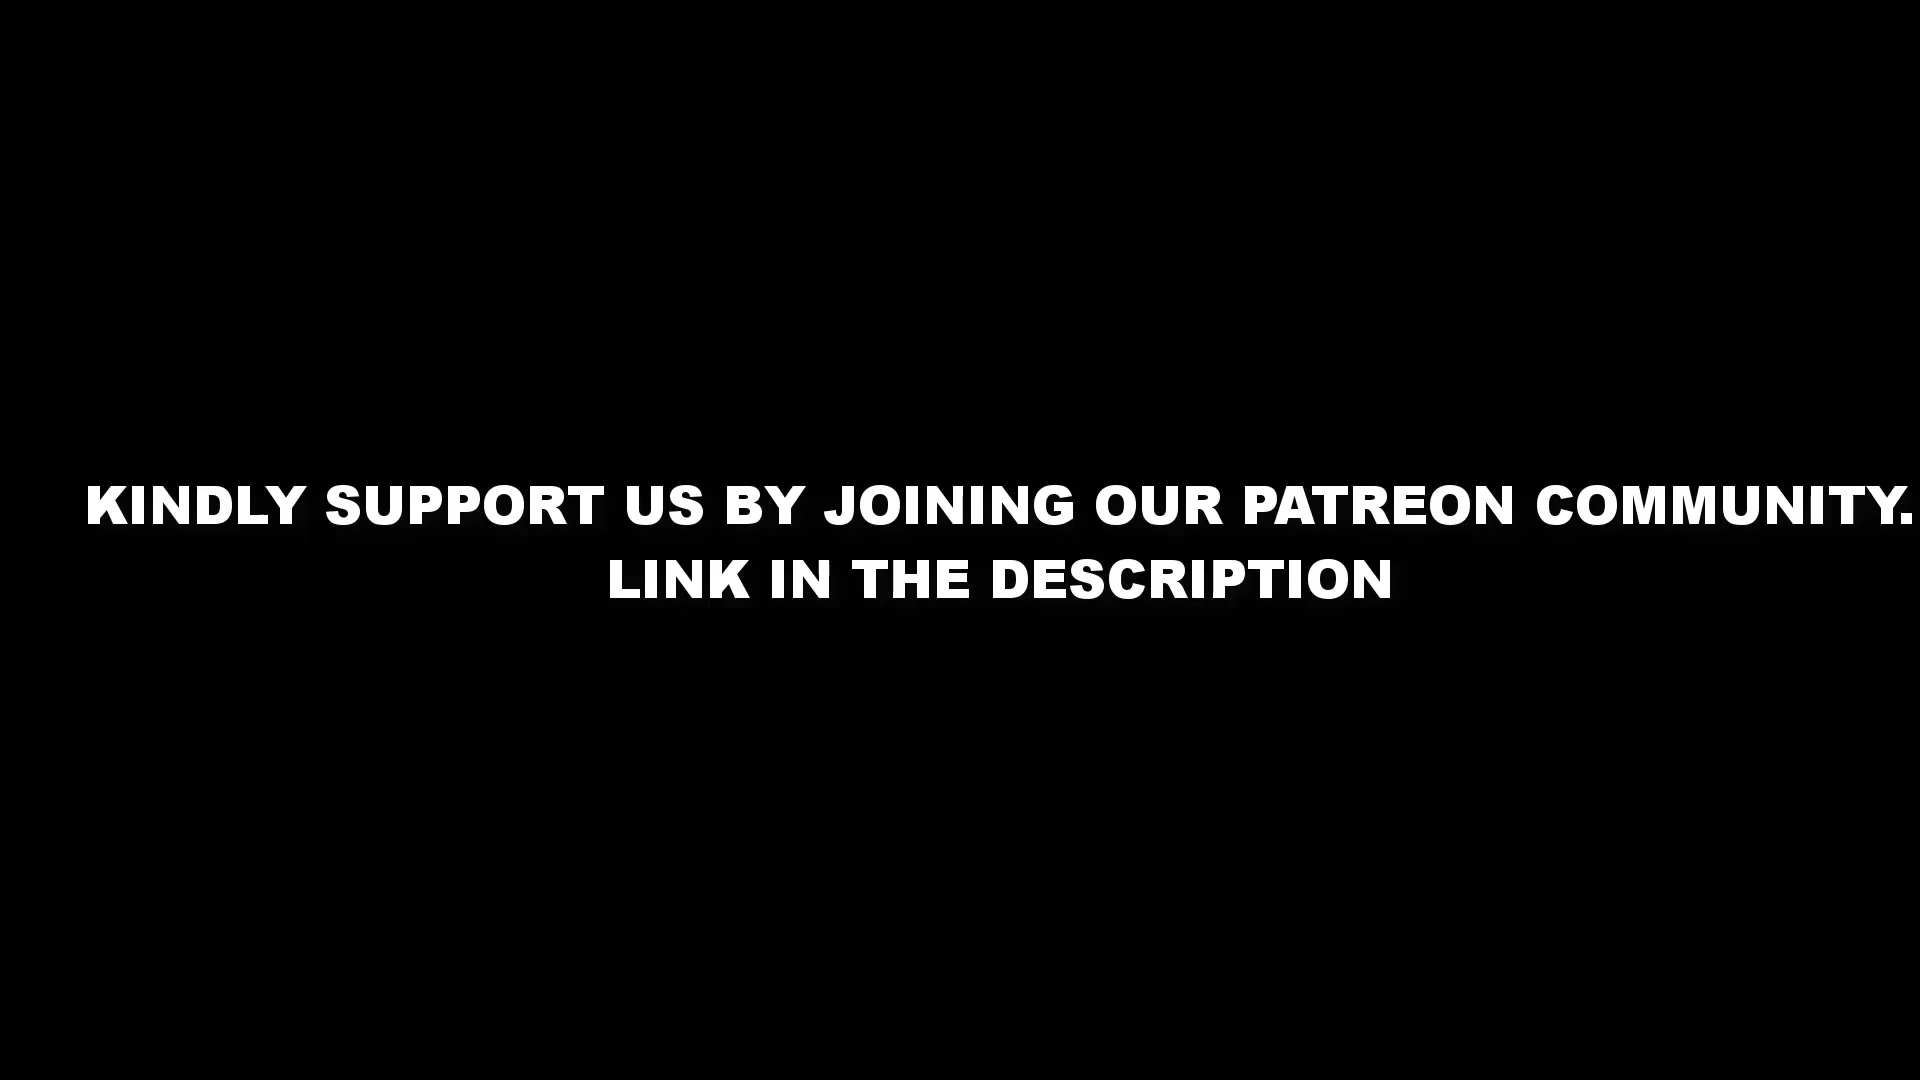 KINDLY SUPPORT US BY JOINING OUR PATREON COMMUNITY.
LINK IN THE DESCRIPTION